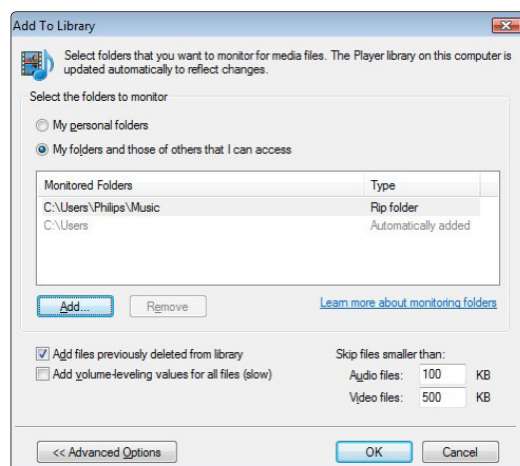 Add To Library
Select folders that you want to monitor for media files. The Player library on this computer is
updated automatically to reflect changes.
Select the folders to monitor
My personal folders
My folders and those of others that I can access
Monitored Folders Type
C:\Users\Philips\Music Rip folder
C:\Users Automatically added
Add... Remove Learn more about monitoring folders
Add files previously deleted from library Skip files smaller than:
Add volume-leveling values for all files (slow) Audio files: 100 KB
Video files: 500 KB
<< Advanced Options OK Cancel